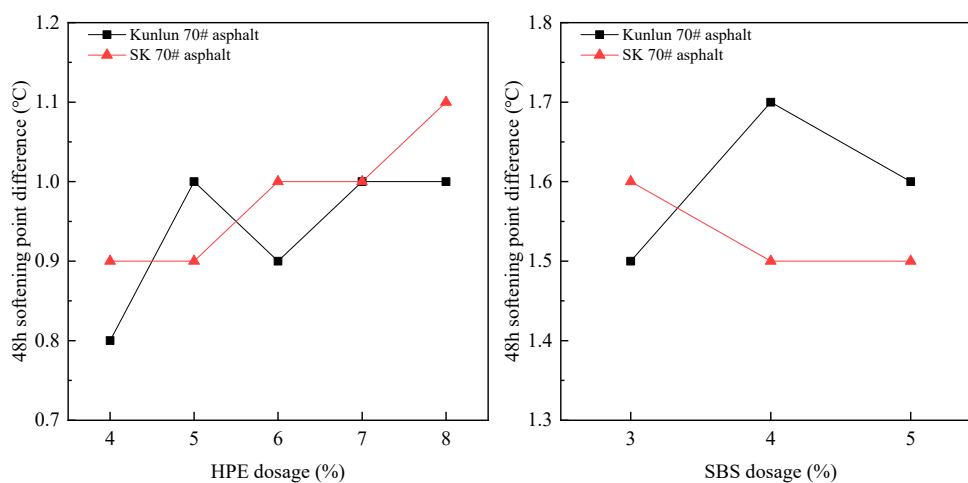 Kunlun 70# asphalt
SK 70# asphalt
48h softening point difference (℃)
1.2
1.1
1.0
0.9
0.8
0.7
4 5 6 7 8
HPE dosage (%)
Kunlun 70# asphalt
SK 70# asphalt
48h softening point difference (℃)
1.8
1.7
1.6
1.5
1.4
1.3
3 4 5
SBS dosage (%)